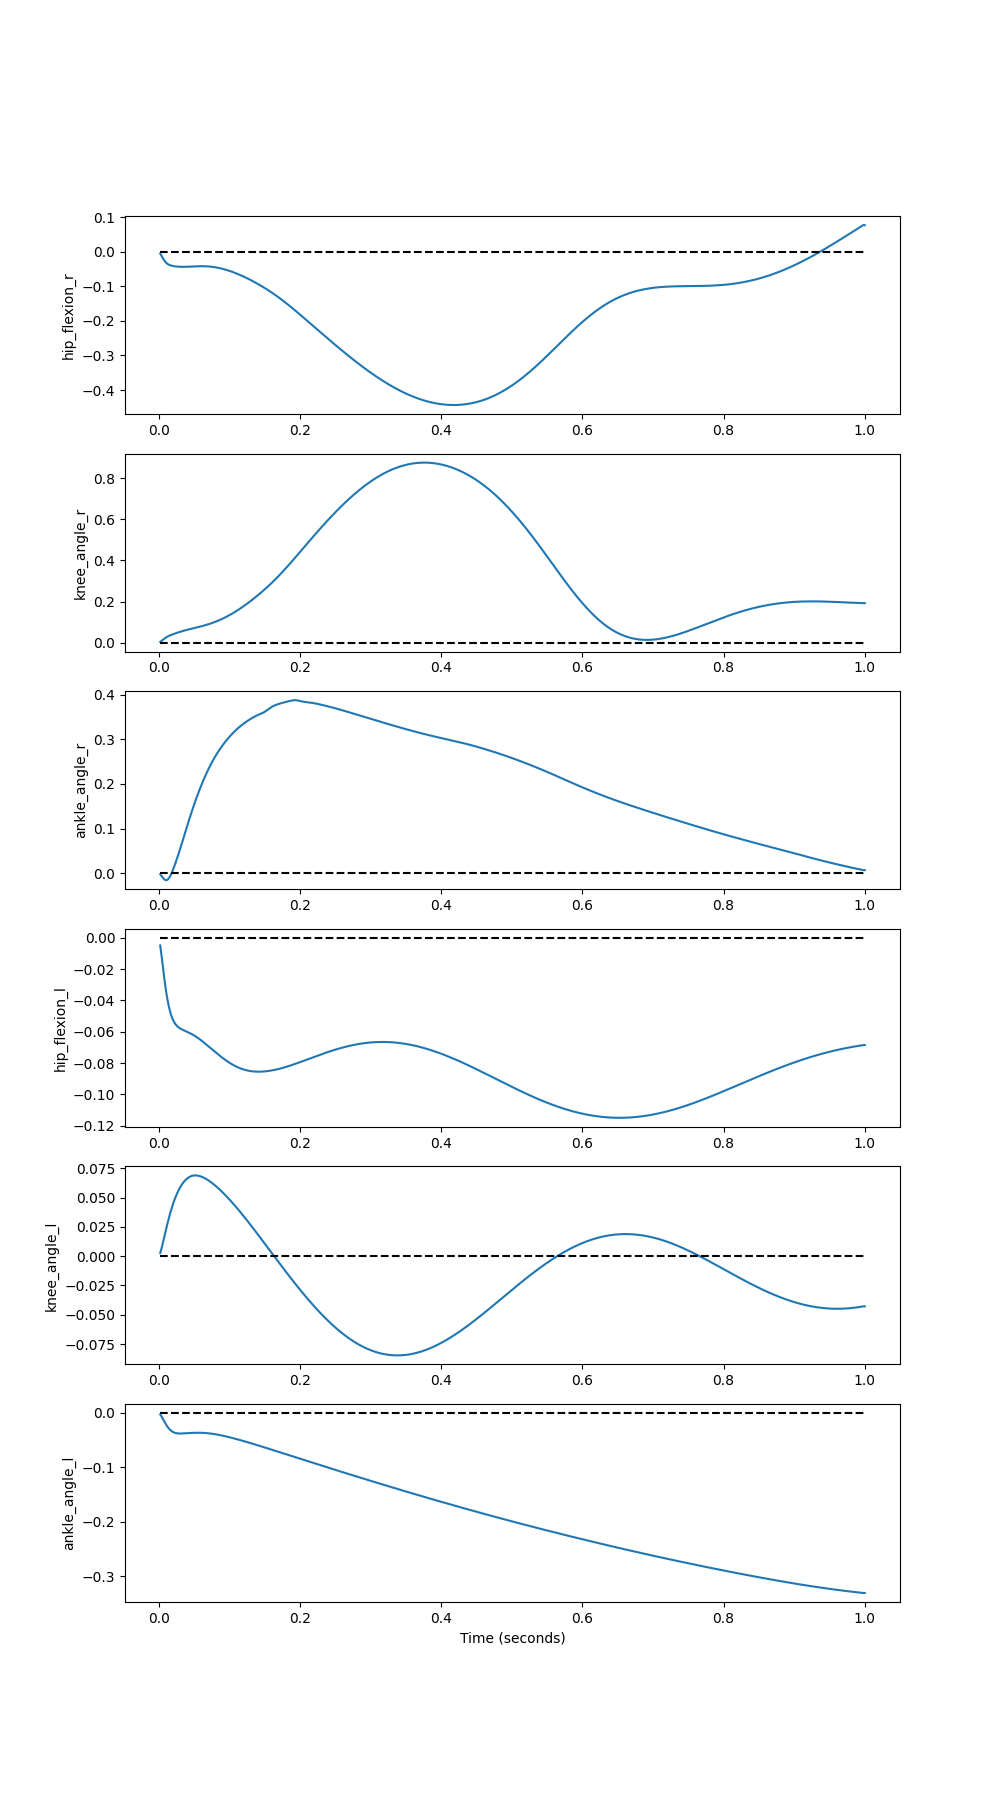 hip_flexion_r
0.1
0.0
−0.1
−0.2
−0.3
−0.4
0.0 0.2 0.4 0.6 0.8 1.0
knee_angle_r
0.8
0.6
0.4
0.2
0.0
0.0 0.2 0.4 0.6 0.8 1.0
ankle_angle_r
0.4
0.3
0.2
0.1
0.0
0.0 0.2 0.4 0.6 0.8 1.0
hip_flexion_l
0.00
−0.02
−0.04
−0.06
−0.08
−0.10
−0.12
0.0 0.2 0.4 0.6 0.8 1.0
knee_angle_l
0.075
0.050
0.025
0.000
−0.025
−0.050
−0.075
0.0 0.2 0.4 0.6 0.8 1.0
ankle_angle_l
0.0
−0.1
−0.2
−0.3
0.0 0.2 0.4 0.6 0.8 1.0
Time (seconds)